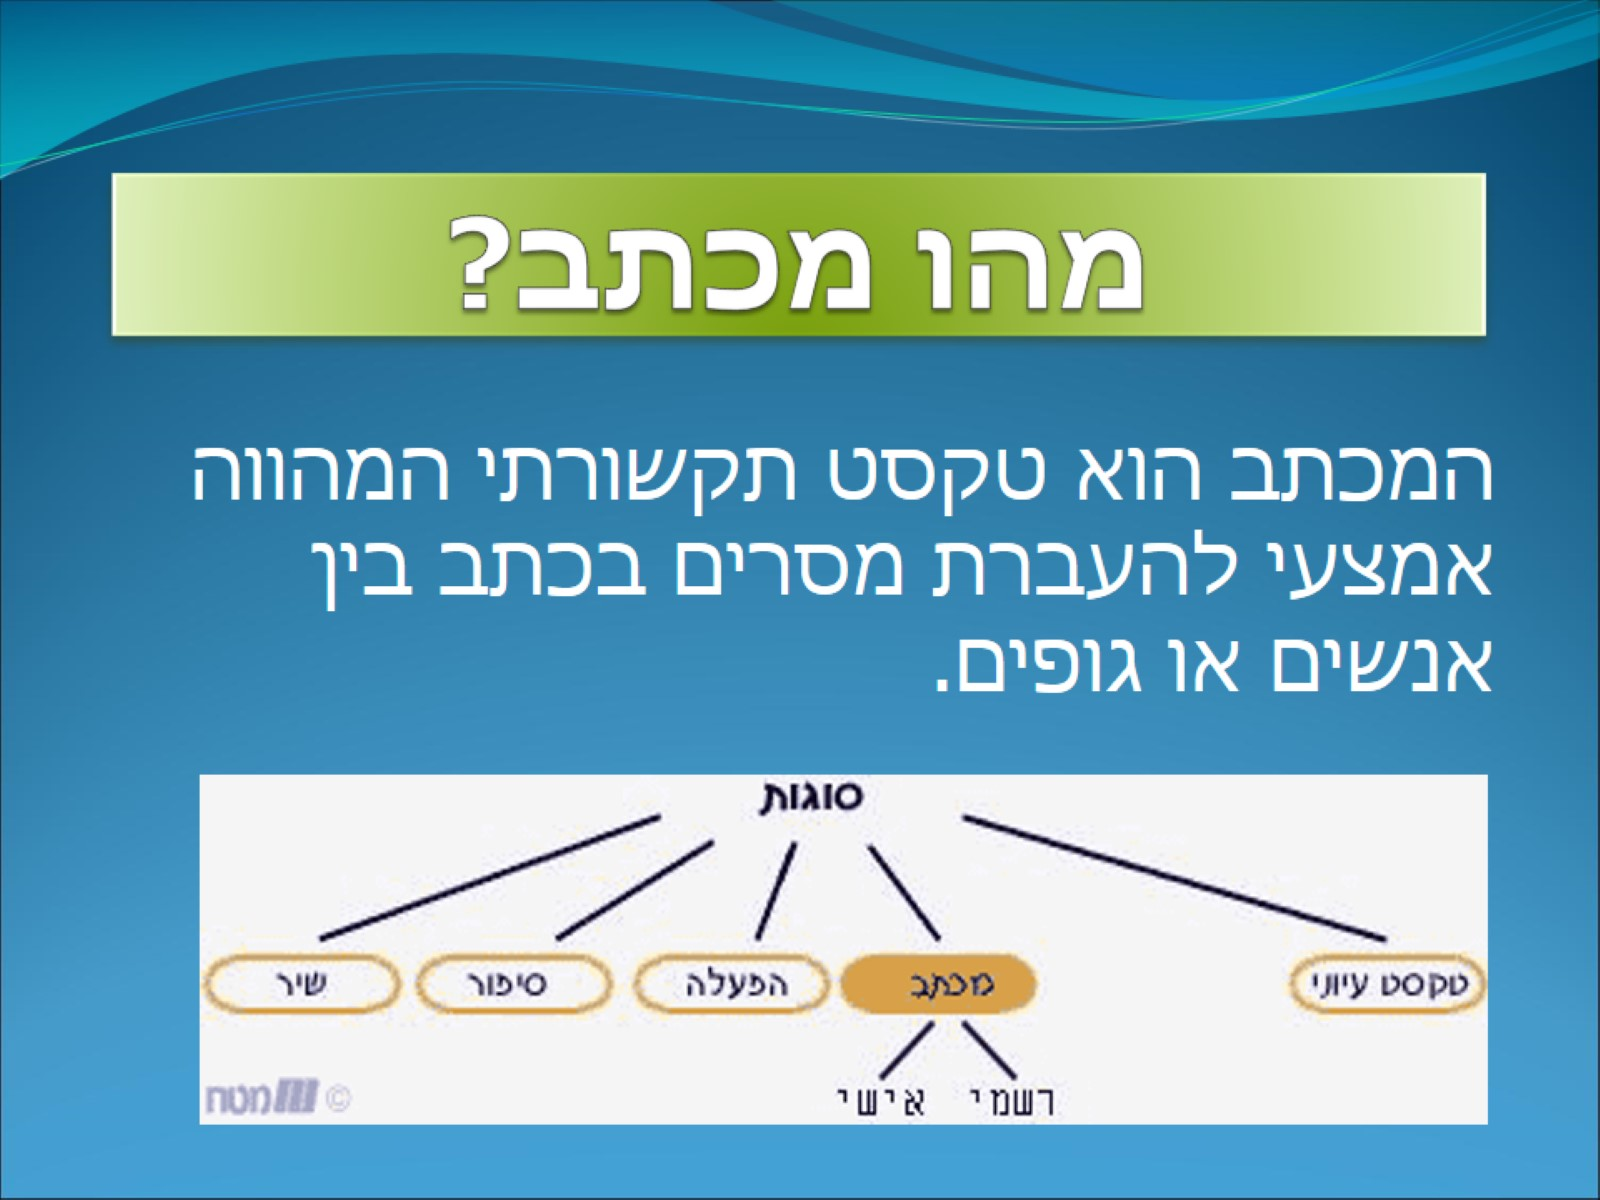 מהו מכתב?
המכתב הוא טקסט תקשורתי המהווה
אמצעי להעברת מסרים בכתב בין
אנשים או גופים.
סוגות
טקסט עיוני
מכתב
הפעלה
סיפור
שיר
רשמי
אישי
© מטח